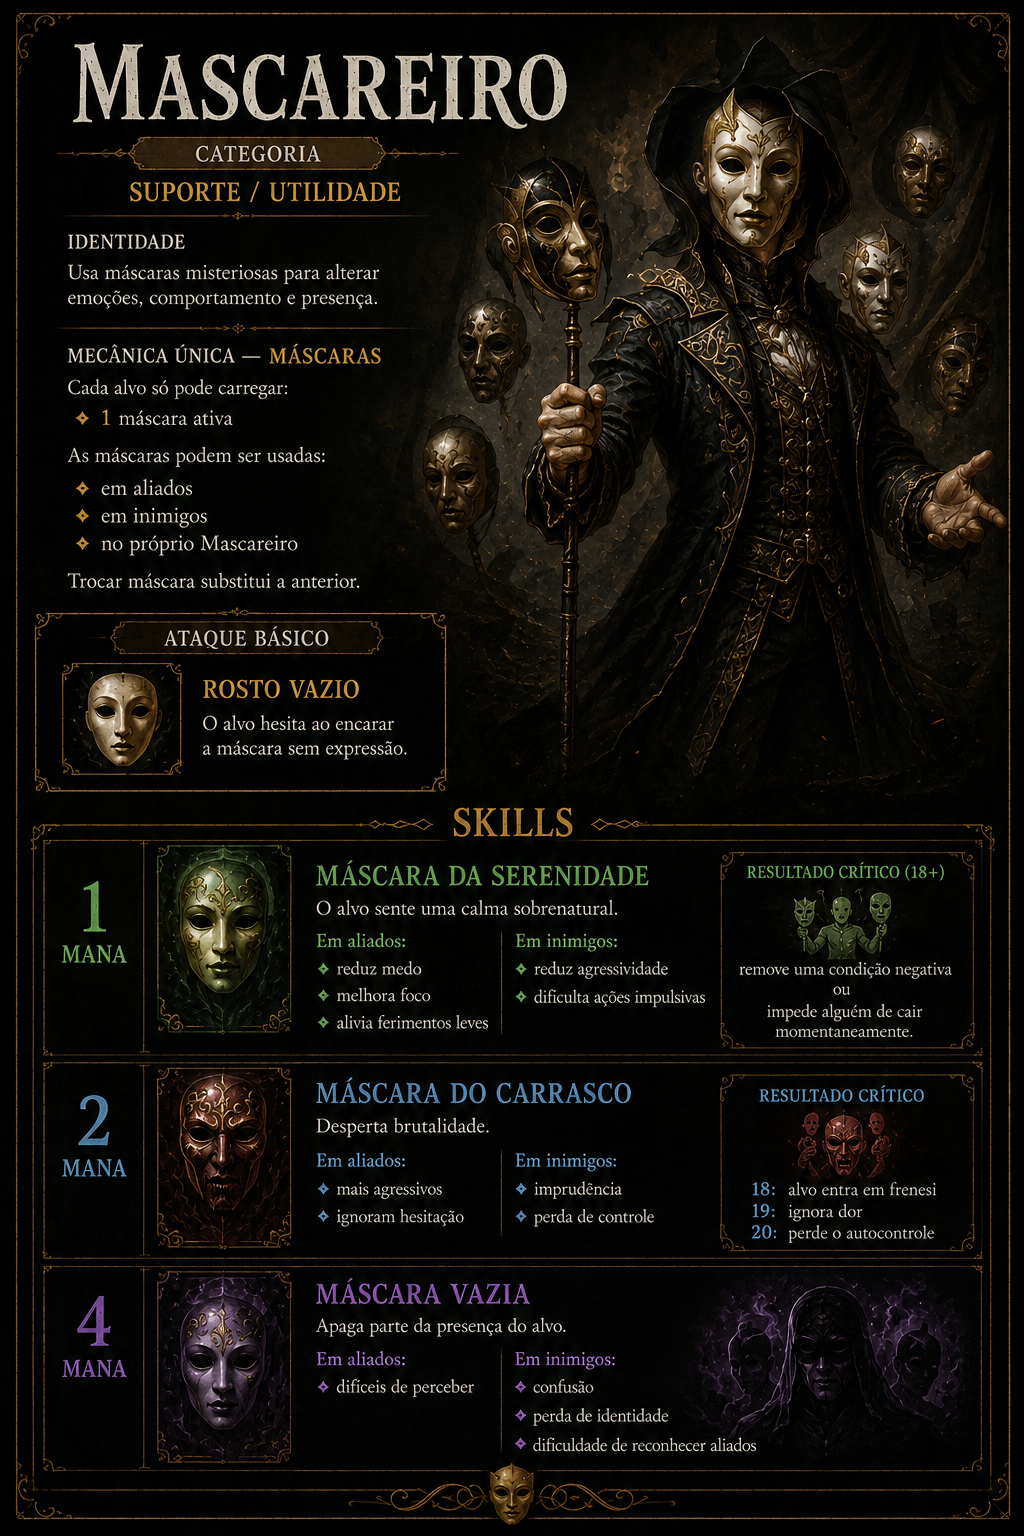 MASCAREIRO
CATEGORIA
SUPORTE / UTILIDADE
IDENTIDADE
Usa máscaras misteriosas para alterar
emoções, comportamento e presença.
MECÂNICA ÚNICA — MÁSCARAS
Cada alvo só pode carregar:
1 máscara ativa
As máscaras podem ser usadas:
em aliados
em inimigos
no próprio Mascareiro
Trocar máscara substitui a anterior.
ATAQUE BÁSICO
ROSTO VAZIO
O alvo hesita ao encarar
a máscara sem expressão.
SKILLS
1
MANA
MÁSCARA DA SERENIDADE
O alvo sente uma calma sobrenatural.
Em aliados:
reduz medo
melhora foco
alivia ferimentos leves
Em inimigos:
reduz agressividade
dificulta ações impulsivas
RESULTADO CRÍTICO (18+)
remove uma condição negativa
ou
impede alguém de cair
momentaneamente.
2
MANA
MÁSCARA DO CARRASCO
Desperta brutalidade.
Em aliados:
mais agressivos
ignoram hesitação
Em inimigos:
imprudência
perda de controle
RESULTADO CRÍTICO
18: alvo entra em frenesi
19: ignora dor
20: perde o autocontrole
4
MANA
MÁSCARA VAZIA
Apaga parte da presença do alvo.
Em aliados:
difíceis de perceber
Em inimigos:
confusão
perda de identidade
dificuldade de reconhecer aliados